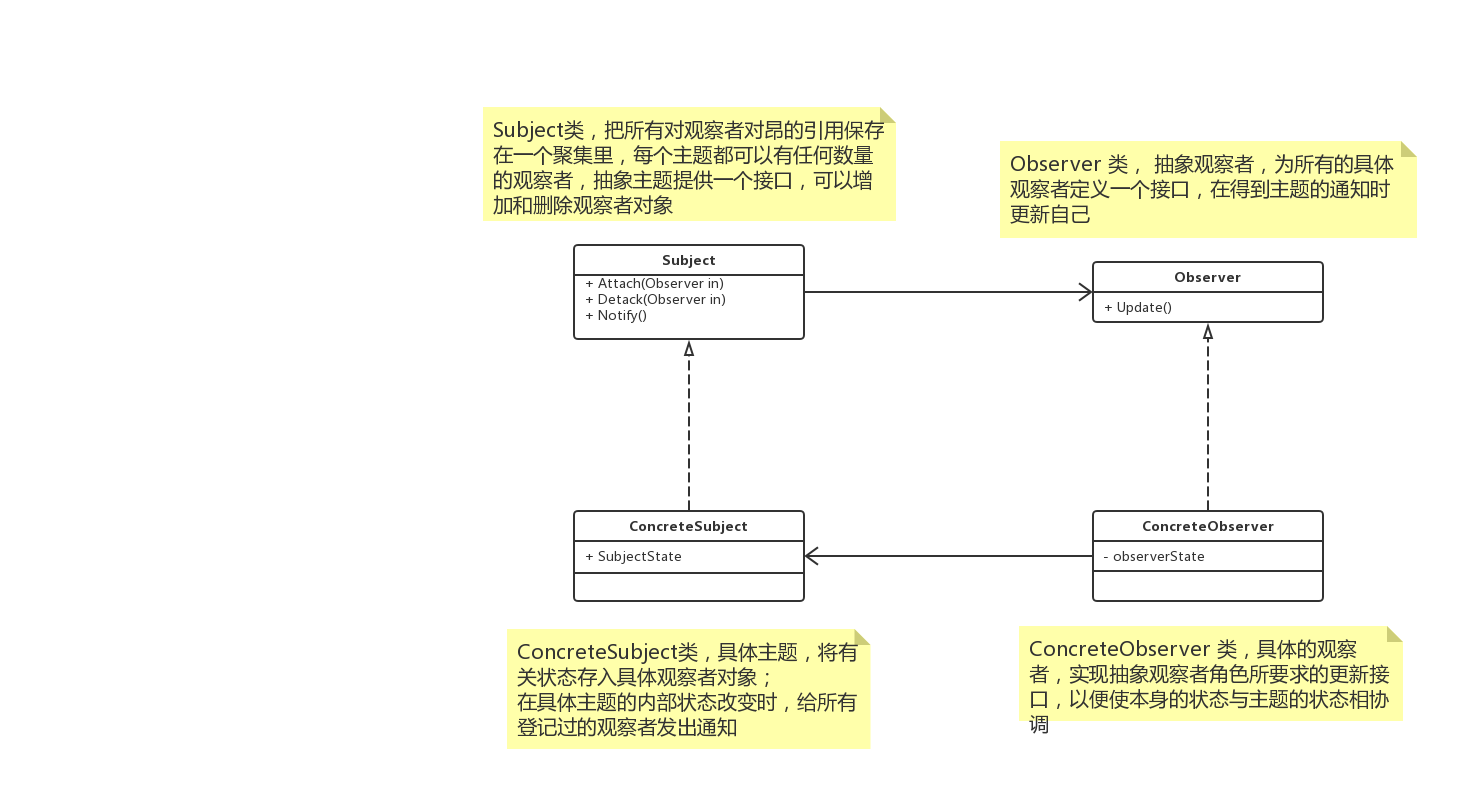 Subject类，把所有对观察者对昂的引用保存
在一个聚集里，每个主题都可以有任何数量
的观察者，抽象主题提供一个接口，可以增
加和删除观察者对象
Observer 类， 抽象观察者，为所有的具体
观察者定义一个接口，在得到主题的通知时
更新自己
Subject
+ Attach(Observer in)
+ Detack(Observer in)
+ Notify()
Observer
+ Update()
ConcreteSubject
+ SubjectState
ConcreteObserver
- observerState
ConcreteSubject类，具体主题，将有
关状态存入具体观察者对象；
在具体主题的内部状态改变时，给所有
登记过的观察者发出通知
ConcreteObserver 类，具体的观察
者，实现抽象观察者角色所要求的更新接
口，以便使本身的状态与主题的状态相协
调